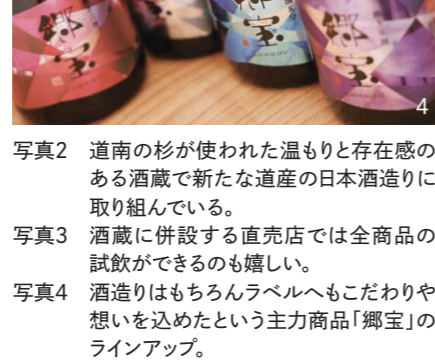 郷宝
郷宝
郷宝
4
写真2 道南の杉が使われた温もりと存在感の
ある酒蔵で新たな道産の日本酒造りに
取り組んでいる。
写真3 酒蔵に併設する直売店では全商品の
試飲ができるのも嬉しい。
写真4 酒造りはもちろんラベルへもこだわりや
想いを込めたという主力商品「郷宝」の
ラインアップ。